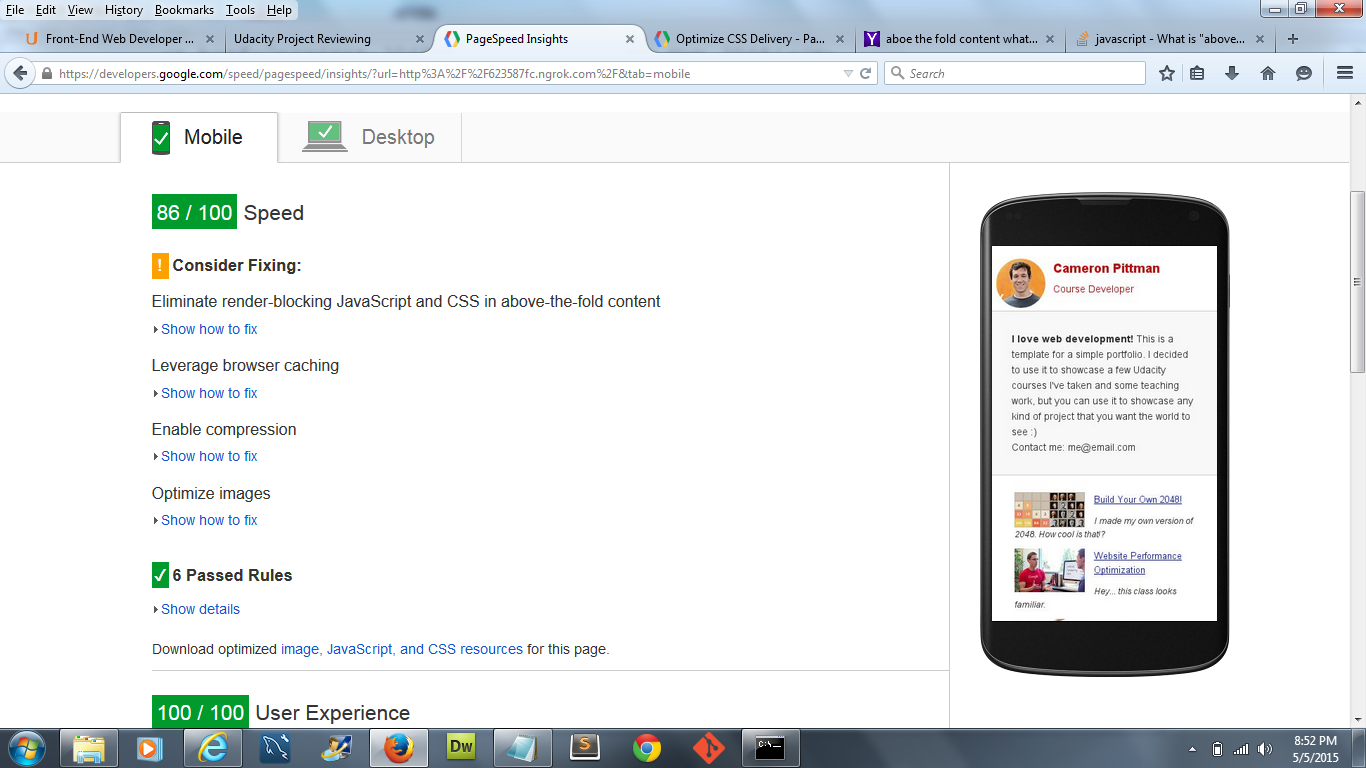 File Edit View History Bookmarks Tools Help
Front-End Web Developer ...
Udacity Project Reviewing
PageSpeed Insights
Optimize CSS Delivery - Pa...
aboe the fold content what...
javascript - What is "above...
https://developers.google.com/speed/pagespeed/insights/?url=http%3A%2F%2F623587fc.ngrok.com%2F&tab=mobile
Search
Mobile
Desktop
86 / 100 Speed
! Consider Fixing:
Eliminate render-blocking JavaScript and CSS in above-the-fold content
Show how to fix
Leverage browser caching
Show how to fix
Enable compression
Show how to fix
Optimize images
Show how to fix
6 Passed Rules
Show details
Download optimized image, JavaScript, and CSS resources for this page.
100 / 100 User Experience
Cameron Pittman
Course Developer
I love web development! This is a
template for a simple portfolio. I decided
to use it to showcase a few Udacity
courses I've taken and some teaching
work, but you can use it to showcase any
kind of project that you want the world to
see :)
Contact me: me@email.com
Build Your Own 2048!
I made my own version of
2048. How cool is that!?
Website Performance
Optimization
Hey... this class looks
familiar.
Dw
S
C:\_
8:52 PM
5/5/2015